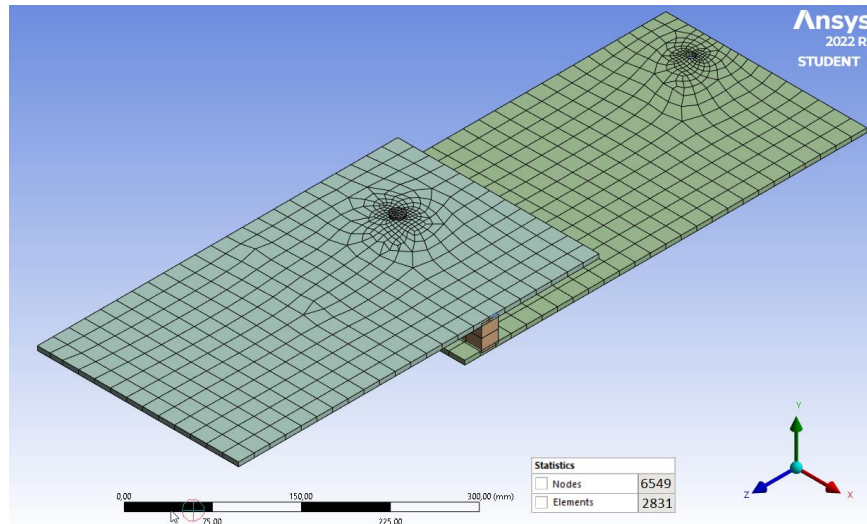 Ansys
2022 R
STUDENT
Y
Z
X
0,00
150,00
300,00 (mm)
75,00
225,00
Statistics
Nodes 6549
Elements 2831